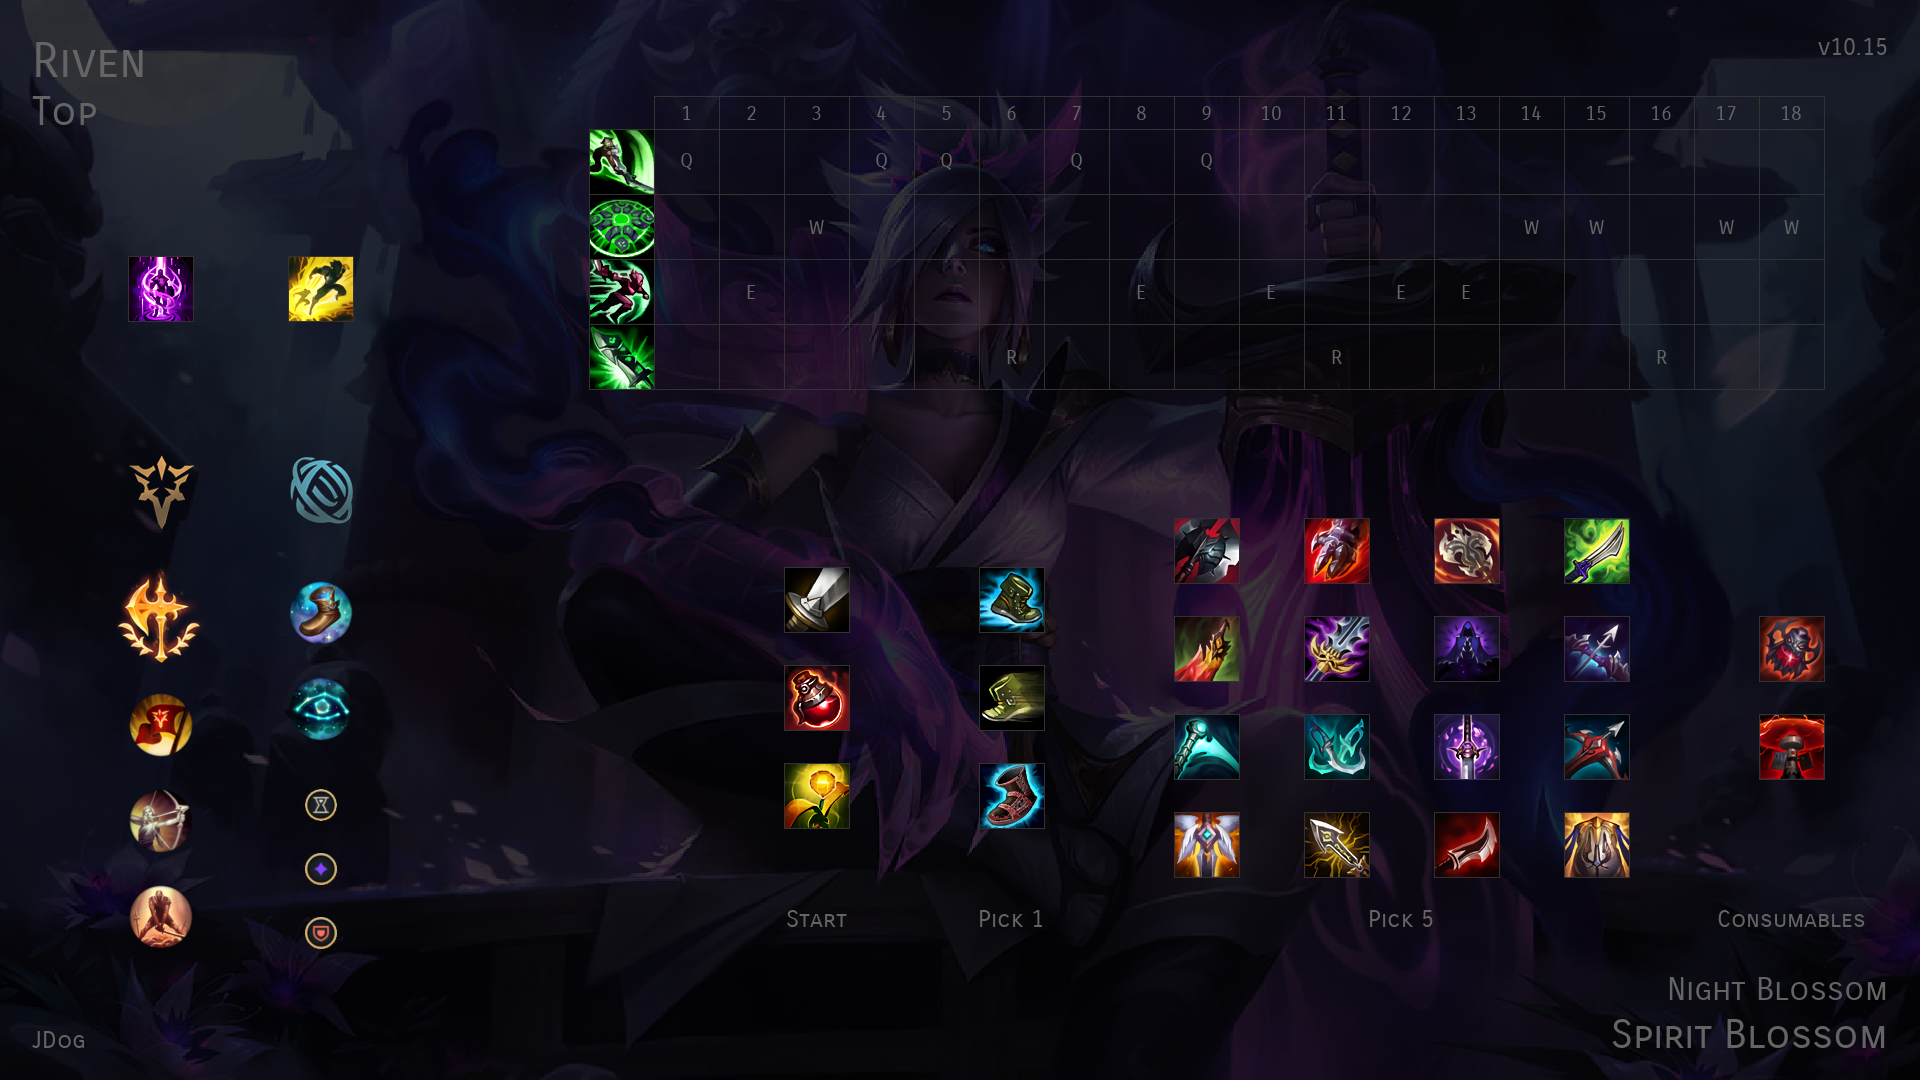 Riven
Top
v10.15
1 2 3 4 5 6 7 8 9 10 11 12 13 14 15 16 17 18
Q Q Q Q Q
W W W W W
E E E E E
R R R
Start Pick 1 Pick 5 Consumables
Night Blossom
Spirit Blossom
JDog